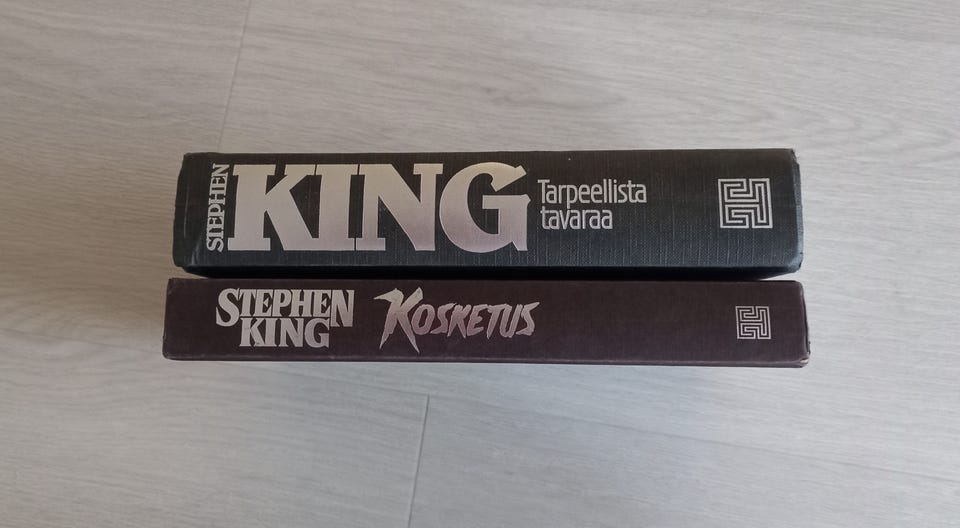 STEPHEN
KING
Tarpeellista
tavaraa
STEPHEN
KING
KOSKETUS